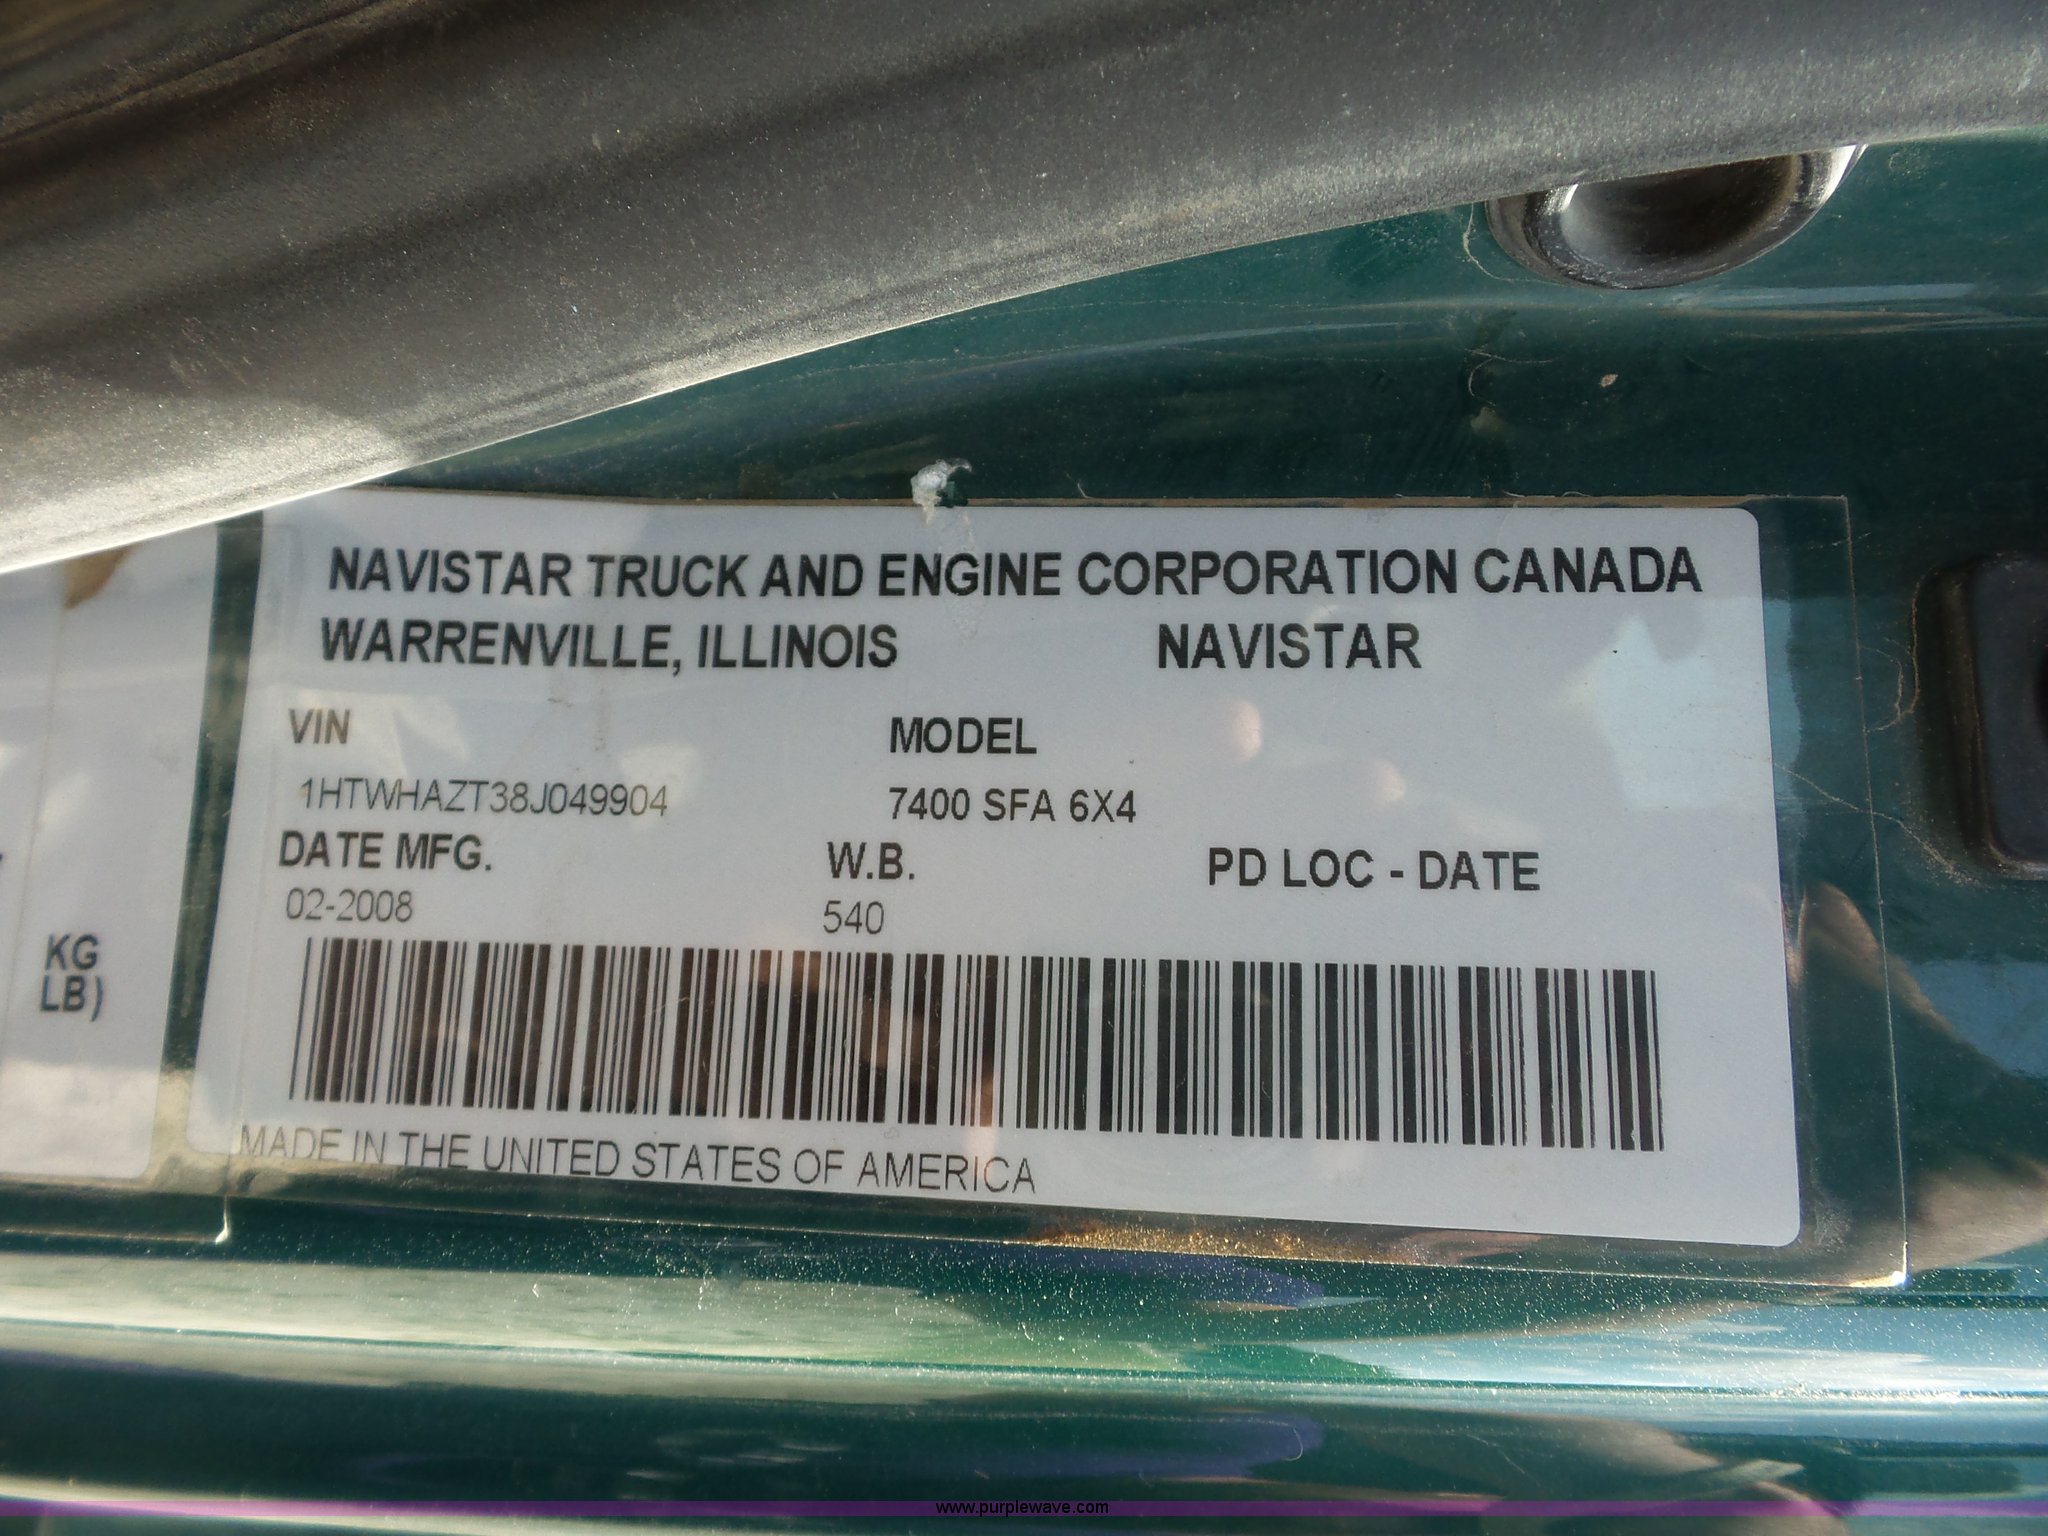 NAVISTAR TRUCK AND ENGINE CORPORATION CANADA
WARRENVILLE, ILLINOIS NAVISTAR
VIN MODEL
1HTWHAZT38J049904 7400 SFA 6X4
DATE MFG. W.B. PD LOC - DATE
02-2008 540
KG
LB)
MADE IN THE UNITED STATES OF AMERICA
www.purplewave.com